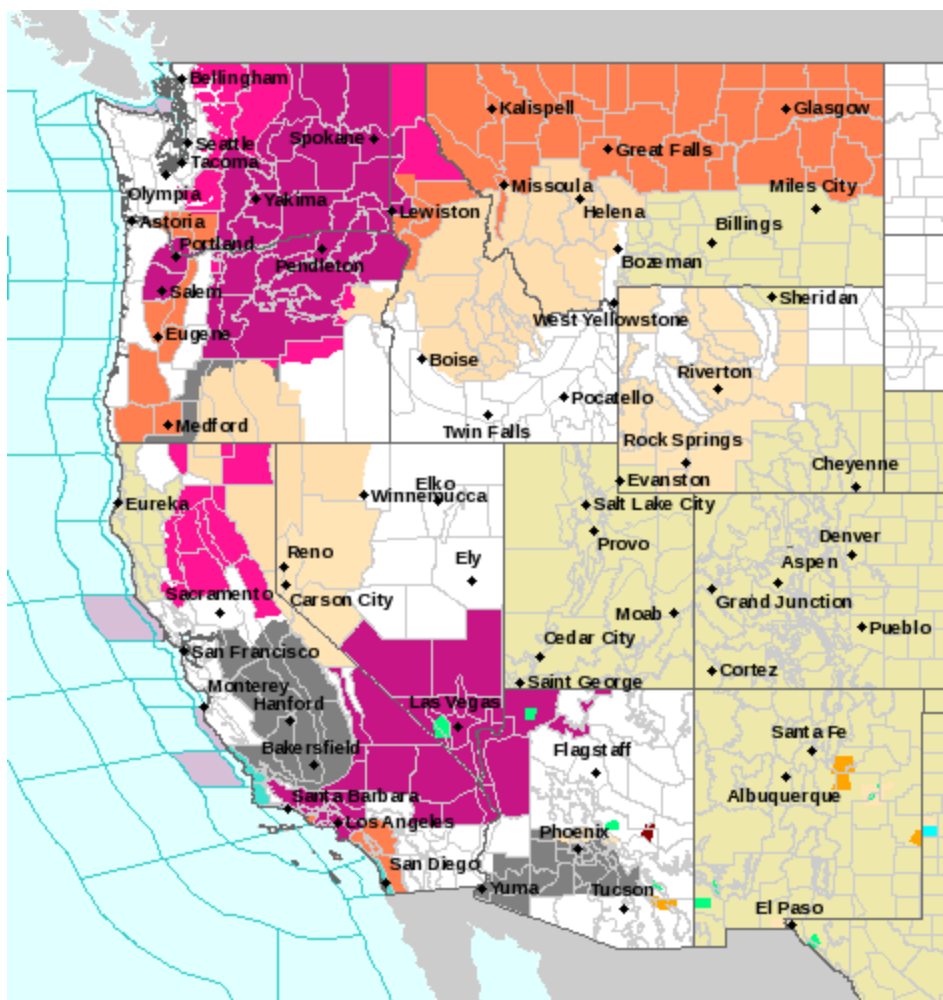 Bellingham
Kalispell
Glasgow
Seattle
Spokane
Great Falls
Tacoma
Olympia
Missoula
Miles City
Yakima
Helena
Astoria
Lewiston
Billings
Portland
Pendleton
Bozeman
Salem
Sheridan
West Yellowstone
Eugene
Boise
Riverton
Pocatello
Medford
Twin Falls
Rock Springs
Cheyenne
Elko
Evanston
Winnemucca
Eureka
Salt Lake City
Provo
Denver
Reno
Aspen
Ely
Sacramento
Carson City
Grand Junction
Moab
Pueblo
Cedar City
San Francisco
Cortez
Saint George
Monterey
Hanford
Las Vegas
Santa Fe
Bakersfield
Flagstaff
Albuquerque
Santa Barbara
Los Angeles
Phoenix
San Diego
Yuma
Tucson
El Paso